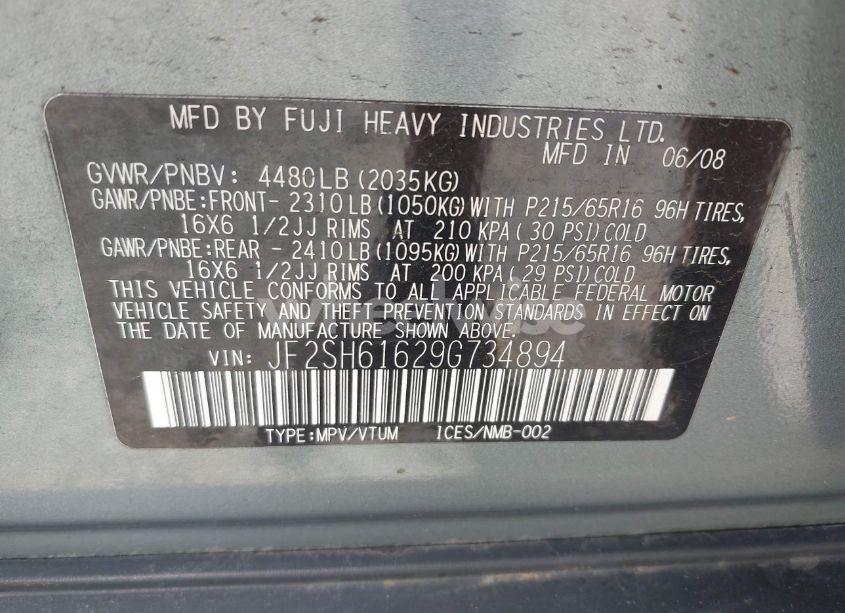 MFD BY FUJI HEAVY INDUSTRIES LTD.
MFD IN 06/08
GVWR/PNBV: 4480LB (2035KG)
GAWR/PNBE:FRONT- 2310LB(1050KG)WITH P215/65R16 96H TIRES,
16X6 1/2JJ RIMS AT 210 KPA( 30 PSI)COLD
GAWR/PNBE:REAR - 2410LB(1095KG)WITH P215/65R16 96H TIRES,
16X6 1/2JJ RIMS AT 200 KPA( 29 PSI)COLD
THIS VEHICLE CONFORMS TO ALL APPLICABLE FEDERAL MOTOR
VEHICLE SAFETY AND THEFT PREVENTION STANDARDS IN EFFECT ON
THE DATE OF MANUFACTURE SHOWN ABOVE.
VIN: JF2SH61629G734894
TYPE:MPV/VTUM ICES/NMB-002